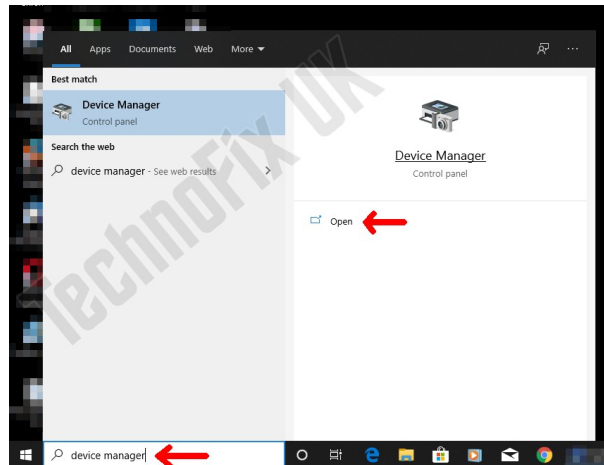 All Apps Documents Web More
Best match
Device Manager
Control panel
Search the web
device manager - See web results
Device Manager
Control panel
Open
TechnoFix UK
device manager